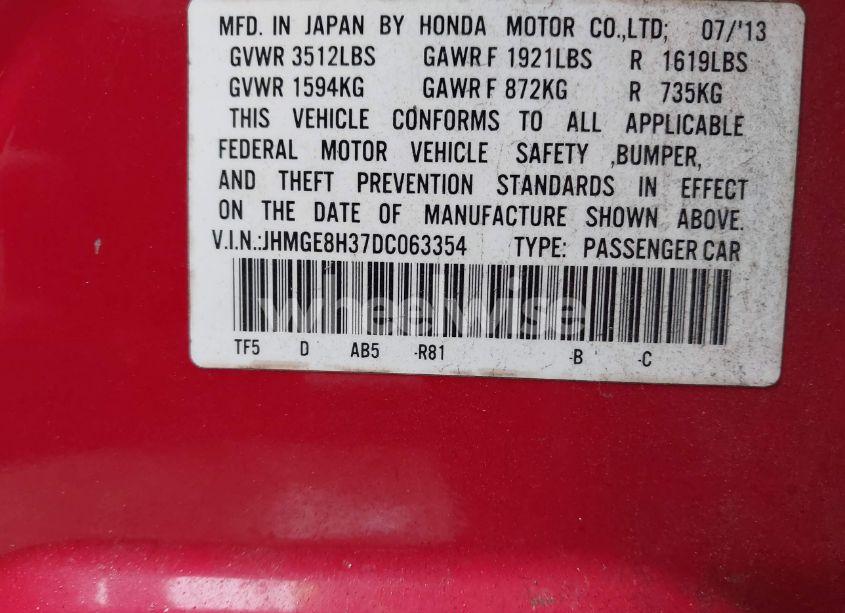 MFD. IN JAPAN BY HONDA MOTOR CO.,LTD; 07/'13
GVWR 3512LBS GAWR F 1921LBS R 1619LBS
GVWR 1594KG GAWR F 872KG R 735KG
THIS VEHICLE CONFORMS TO ALL APPLICABLE
FEDERAL MOTOR VEHICLE SAFETY ,BUMPER,
AND THEFT PREVENTION STANDARDS IN EFFECT
ON THE DATE OF MANUFACTURE SHOWN ABOVE.
V.I.N.:JHMGE8H37DC063354 TYPE: PASSENGER CAR
wheelwise
TF5 D AB5 -R81 -B -C